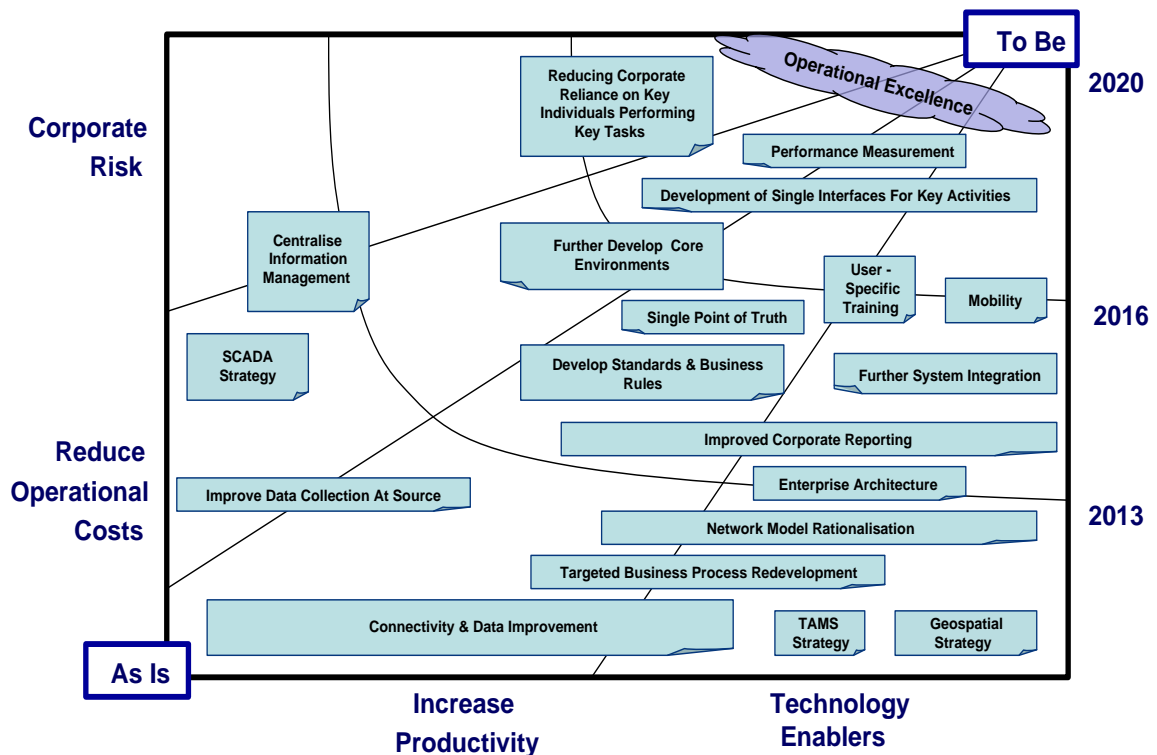 To Be
2020
Operational Excellence
Reducing Corporate
Reliance on Key
Individuals Performing
Key Tasks
Corporate
Risk
Performance Measurement
Development of Single Interfaces For Key Activities
Centralise
Information
Management
Further Develop Core
Environments
User -
Specific
Training
Mobility
2016
Single Point of Truth
SCADA
Strategy
Develop Standards & Business
Rules
Further System Integration
Improved Corporate Reporting
Reduce
Operational
Costs
Improve Data Collection At Source
Enterprise Architecture
2013
Network Model Rationalisation
Targeted Business Process Redevelopment
Connectivity & Data Improvement
TAMS
Strategy
Geospatial
Strategy
As Is
Increase
Productivity
Technology
Enablers